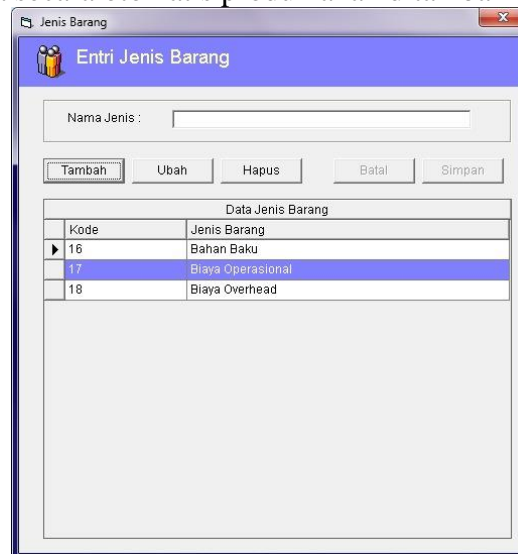 Jenis Barang
Entri Jenis Barang
Nama Jenis :
Tambah Ubah Hapus Batal Simpan
Data Jenis Barang
Kode Jenis Barang
16 Bahan Baku
17 Biaya Operasional
18 Biaya Overhead